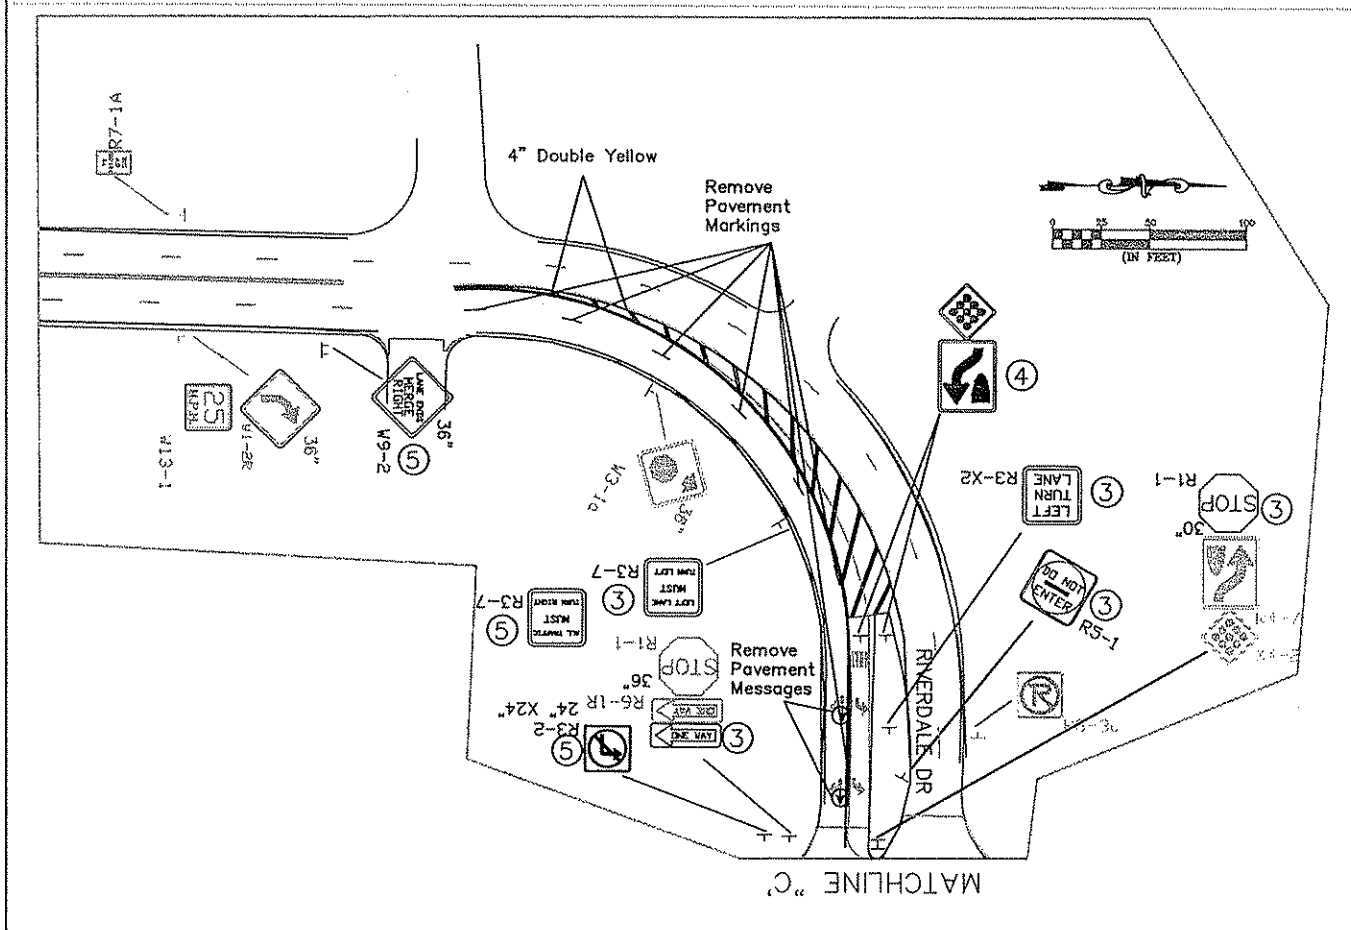 R7-1A
4" Double Yellow
Remove
Pavement
Markings
0 25 50 100
(IN FEET)
25
M.P.H
W1-2R
36"
W13-1
LANE ENDS
MERGE
RIGHT
36"
W9-2
5
W3-1a
36"
4
R3-X2
LEFT
TURN
LANE
3
R1-1
STOP
3
30"
DO NOT
ENTER
3
R5-1
R3-7
LEFT LANE
MUST
TURN LEFT
3
R3-7
ALL TRAFFIC
MUST
TURN RIGHT
5
R1-1
STOP
36"
R6-1R
ONE WAY
ONE WAY
3
24" X24"
R3-2
5
Remove
Pavement
Messages
RIVERDALE DR
MATCHLINE "C'